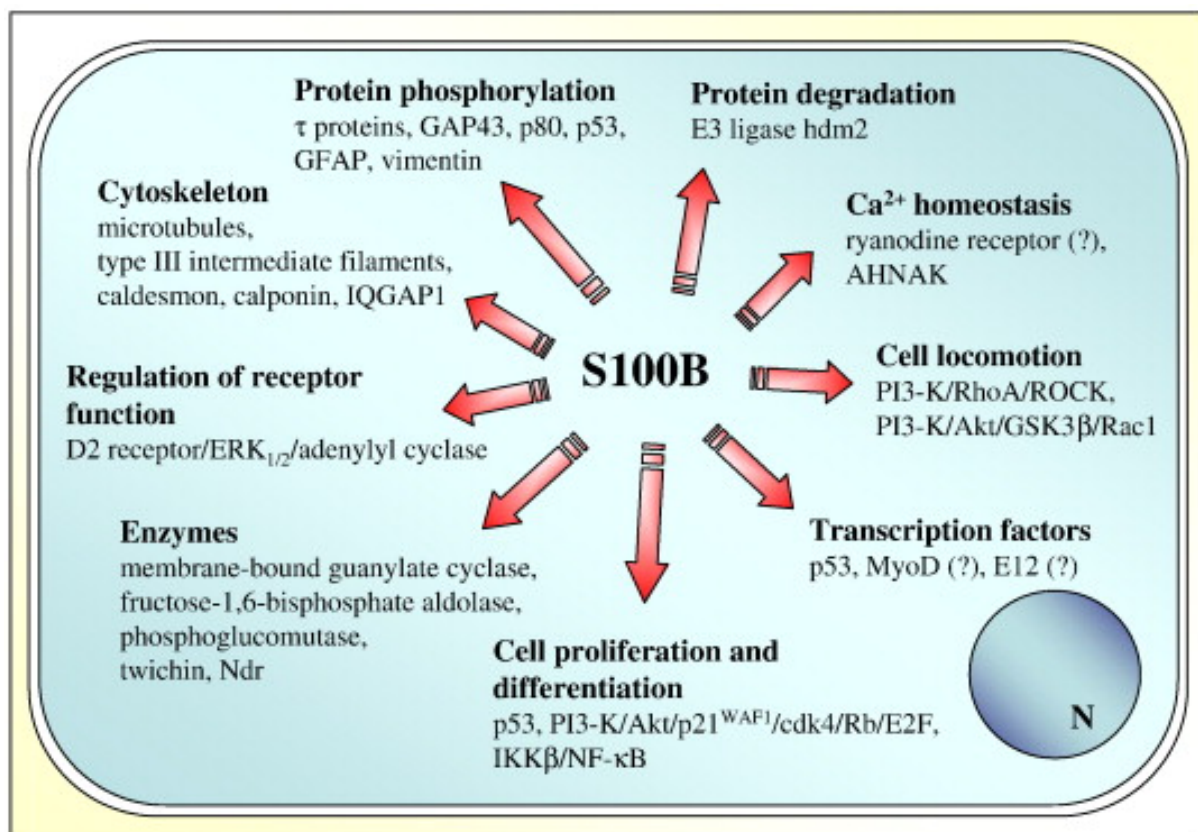 Protein phosphorylation
τ proteins, GAP43, p80, p53,
GFAP, vimentin
Protein degradation
E3 ligase hdm2
Cytoskeleton
microtubules,
type III intermediate filaments,
caldesmon, calponin, IQGAP1
Ca²⁺ homeostasis
ryanodine receptor (?),
AHNAK
S100B
Regulation of receptor
function
D2 receptor/ERK₁/₂/adenylyl cyclase
Cell locomotion
PI3-K/RhoA/ROCK,
PI3-K/Akt/GSK3β/Rac1
Enzymes
membrane-bound guanylate cyclase,
fructose-1,6-bisphosphate aldolase,
phosphoglucomutase,
twichin, Ndr
Transcription factors
p53, MyoD (?), E12 (?)
Cell proliferation and
differentiation
p53, PI3-K/Akt/p21ᵂᴬᶠ¹/cdk4/Rb/E2F,
IKKβ/NF-κB
N